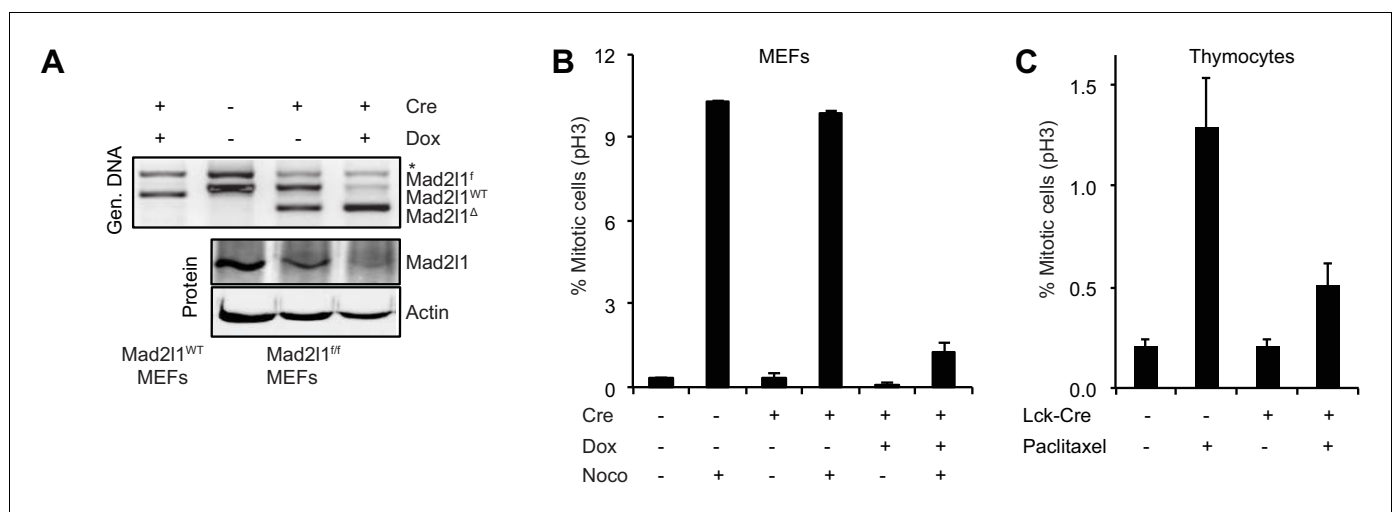 A
+ - + + Cre
+ - - + Dox
Gen. DNA
*
Mad2l1f
Mad2l1WT
Mad2l1Δ
Protein
Mad2l1
Actin
Mad2l1WT
MEFs
Mad2l1f/f
MEFs
B
MEFs
% Mitotic cells (pH3)
12
9
6
3
0
Cre - - + + + +
Dox - - - - + +
Noco - + - + - +
C
Thymocytes
% Mitotic cells (pH3)
1.5
1.0
0.5
0.0
Lck-Cre - - + +
Paclitaxel - + - +